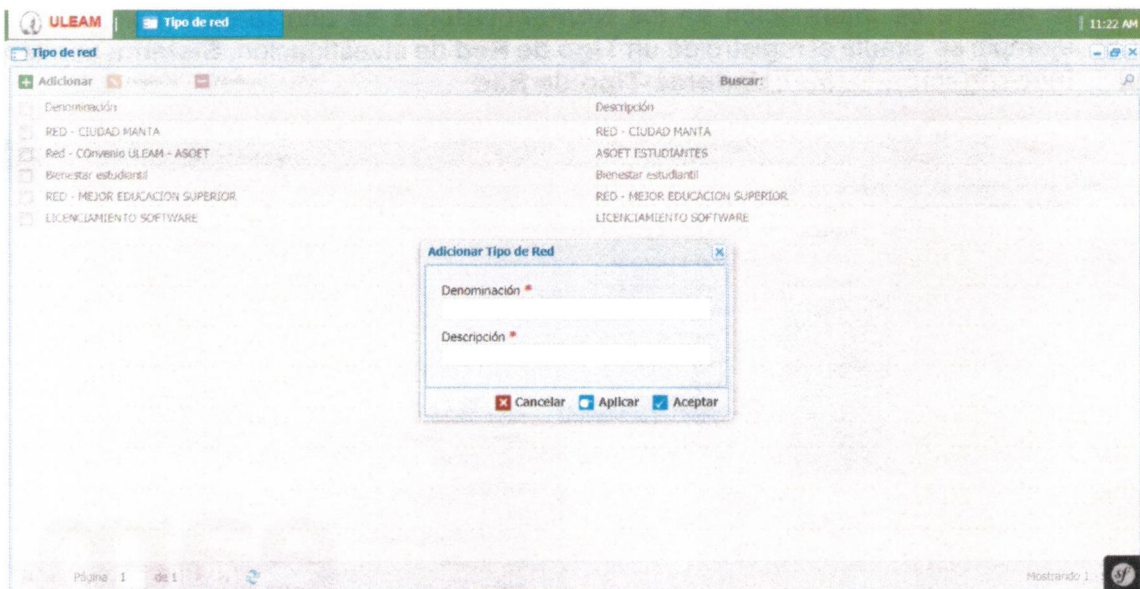 ULEAM
Tipo de red
11:22 AM
Tipo de red
Adicionar
Buscar:
Denominación Descripción
RED - CIUDAD MANTA RED - CIUDAD MANTA
Red - COnvenio ULEAM - ASOET ASOET ESTUDIANTES
Bienestar estudiantil Bienestar estudiantil
RED - MEJOR EDUCACION SUPERIOR RED - MEJOR EDUCACION SUPERIOR
LICENCIAMIENTO SOFTWARE LICENCIAMIENTO SOFTWARE
Adicionar Tipo de Red
Denominación *
Descripción *
Cancelar Aplicar Aceptar
Página 1 de 1
Mostrando 1
sf